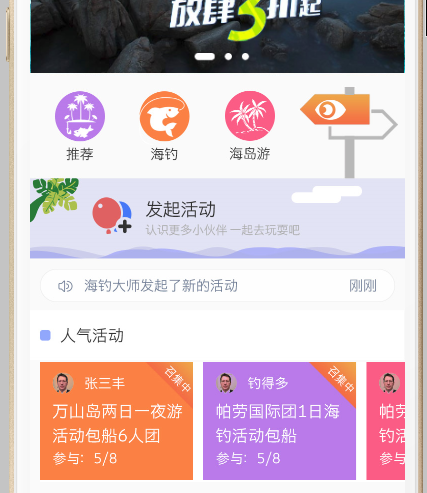 放肆3折起
推荐
海钓
海岛游
发起活动
认识更多小伙伴 一起去玩耍吧
海钓大师发起了新的活动
刚刚
人气活动
召集中
张三丰
万山岛两日一夜游
活动包船6人团
参与：5/8
召集中
钓得多
帕劳国际团1日海
钓活动包船
参与：5/8
钓
参与